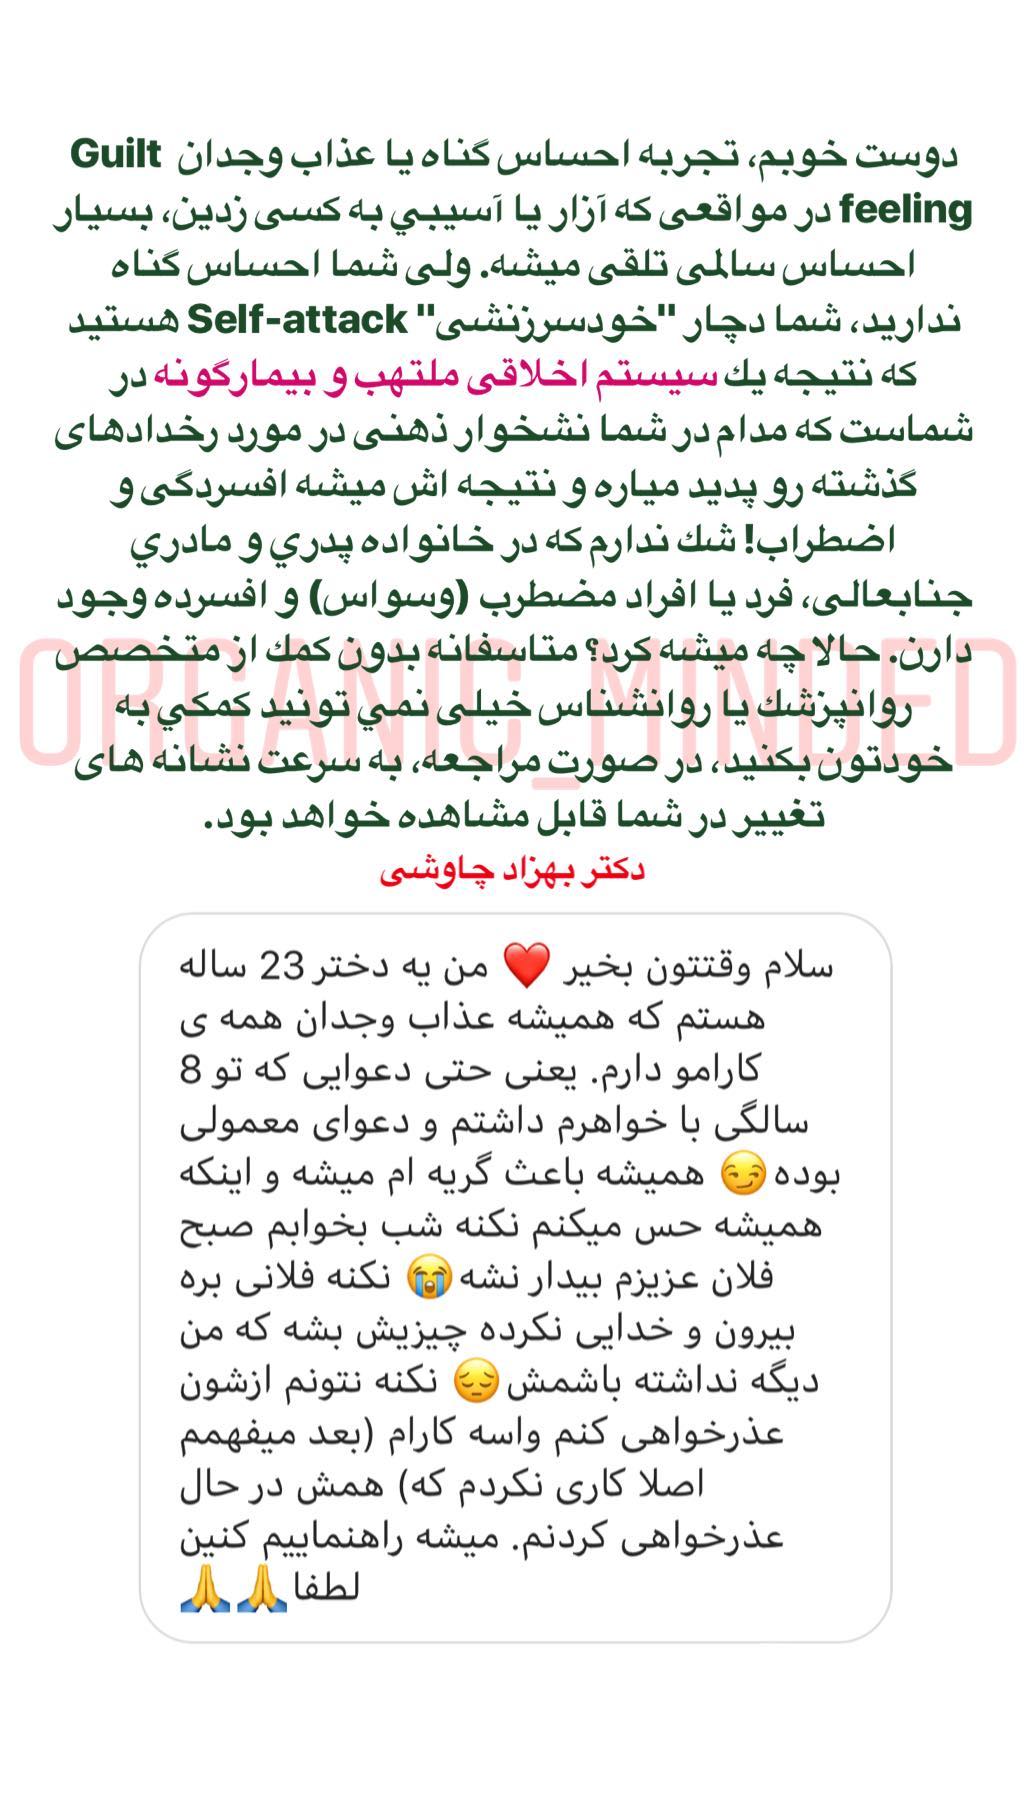 دوست خوبم، تجربه احساس گناه یا عذاب وجدان Guilt
feeling در مواقعی که آزار یا آسیبي به کسی زدین، بسیار
احساس سالمی تلقی میشه. ولی شما احساس گناه
ندارید، شما دچار "خودسرزنشی" Self-attack هستید
که نتیجه یك سیستم اخلاقی ملتهب و بیمارگونه در
شماست که مدام در شما نشخوار ذهنی در مورد رخدادهای
گذشته رو پدید میاره و نتیجه اش میشه افسردگی و
اضطراب! شك ندارم که در خانواده پدري و مادري
جنابعالی، فرد یا افراد مضطرب (وسواس) و افسرده وجود
دارن. حالا چه میشه کرد؟ متاسفانه بدون کمك از متخصص
روانپزشك یا روانشناس خیلی نمي تونید کمکي به
خودتون بکنید، در صورت مراجعه، به سرعت نشانه های
تغییر در شما قابل مشاهده خواهد بود.
ORGANIC_MINDED
دکتر بهزاد چاوشی
سلام وقتتون بخیر ❤️ من یه دختر 23 ساله
هستم که همیشه عذاب وجدان همه ی
کارامو دارم. یعنی حتی دعوایی که تو 8
سالگی با خواهرم داشتم و دعوای معمولی
بوده😏 همیشه باعث گریه ام میشه و اینکه
همیشه حس میکنم نکنه شب بخوابم صبح
فلان عزیزم بیدار نشه😭 نکنه فلانی بره
بیرون و خدایی نکرده چیزیش بشه که من
دیگه نداشته باشمش😔 نکنه نتونم ازشون
عذرخواهی کنم واسه کارام (بعد میفهمم
اصلا کاری نکردم که) همش در حال
عذرخواهی کردنم. میشه راهنماییم کنین
لطفا🙏🙏